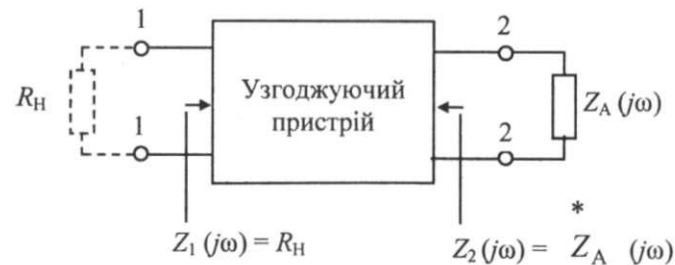 1
2
R_H
Узгоджуючий
пристрій
Z_A (jω)
1
2
*
Z_1 (jω) = R_H
Z_2 (jω) = Z_A (jω)